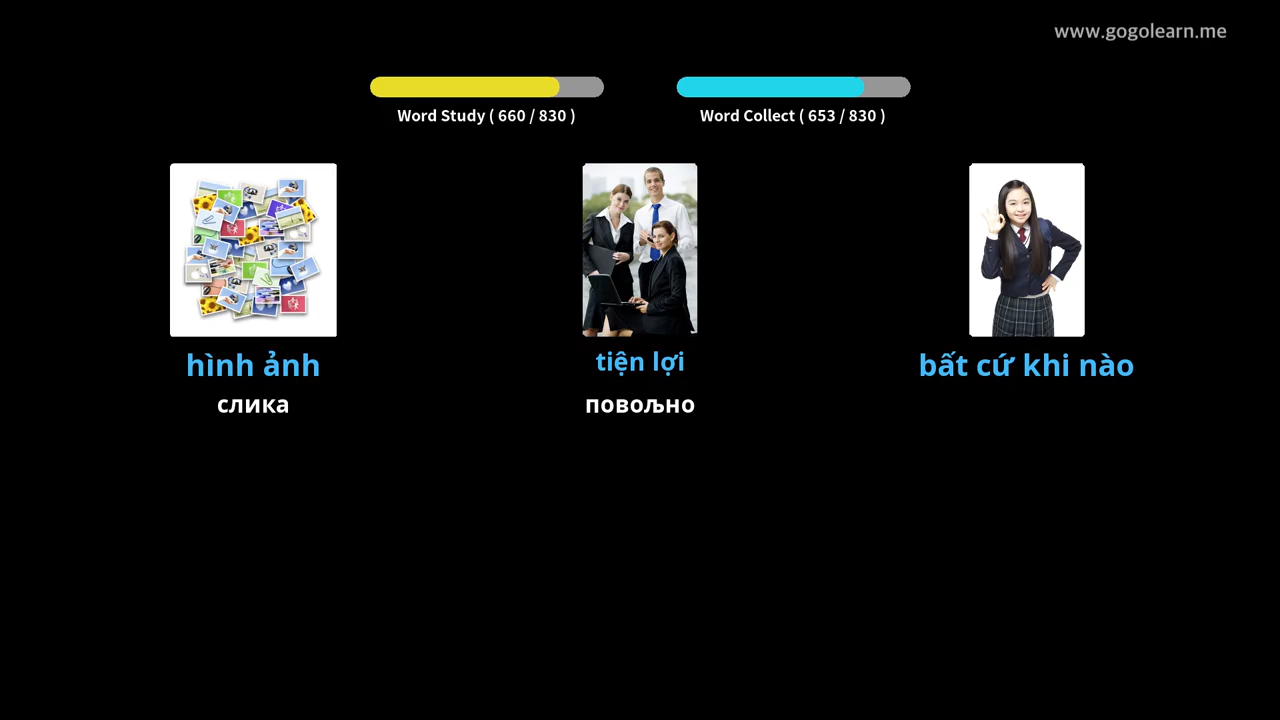 www.gogolearn.me
Word Study ( 660 / 830 )
Word Collect ( 653 / 830 )
hình ảnh
слика
tiện lợi
повољно
bất cứ khi nào